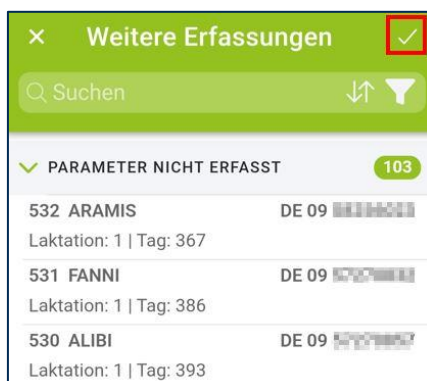 Weitere Erfassungen
Suchen
PARAMETER NICHT ERFASST 103
532 ARAMIS DE 09
Laktation: 1 | Tag: 367
531 FANNI DE 09
Laktation: 1 | Tag: 386
530 ALIBI DE 09
Laktation: 1 | Tag: 393